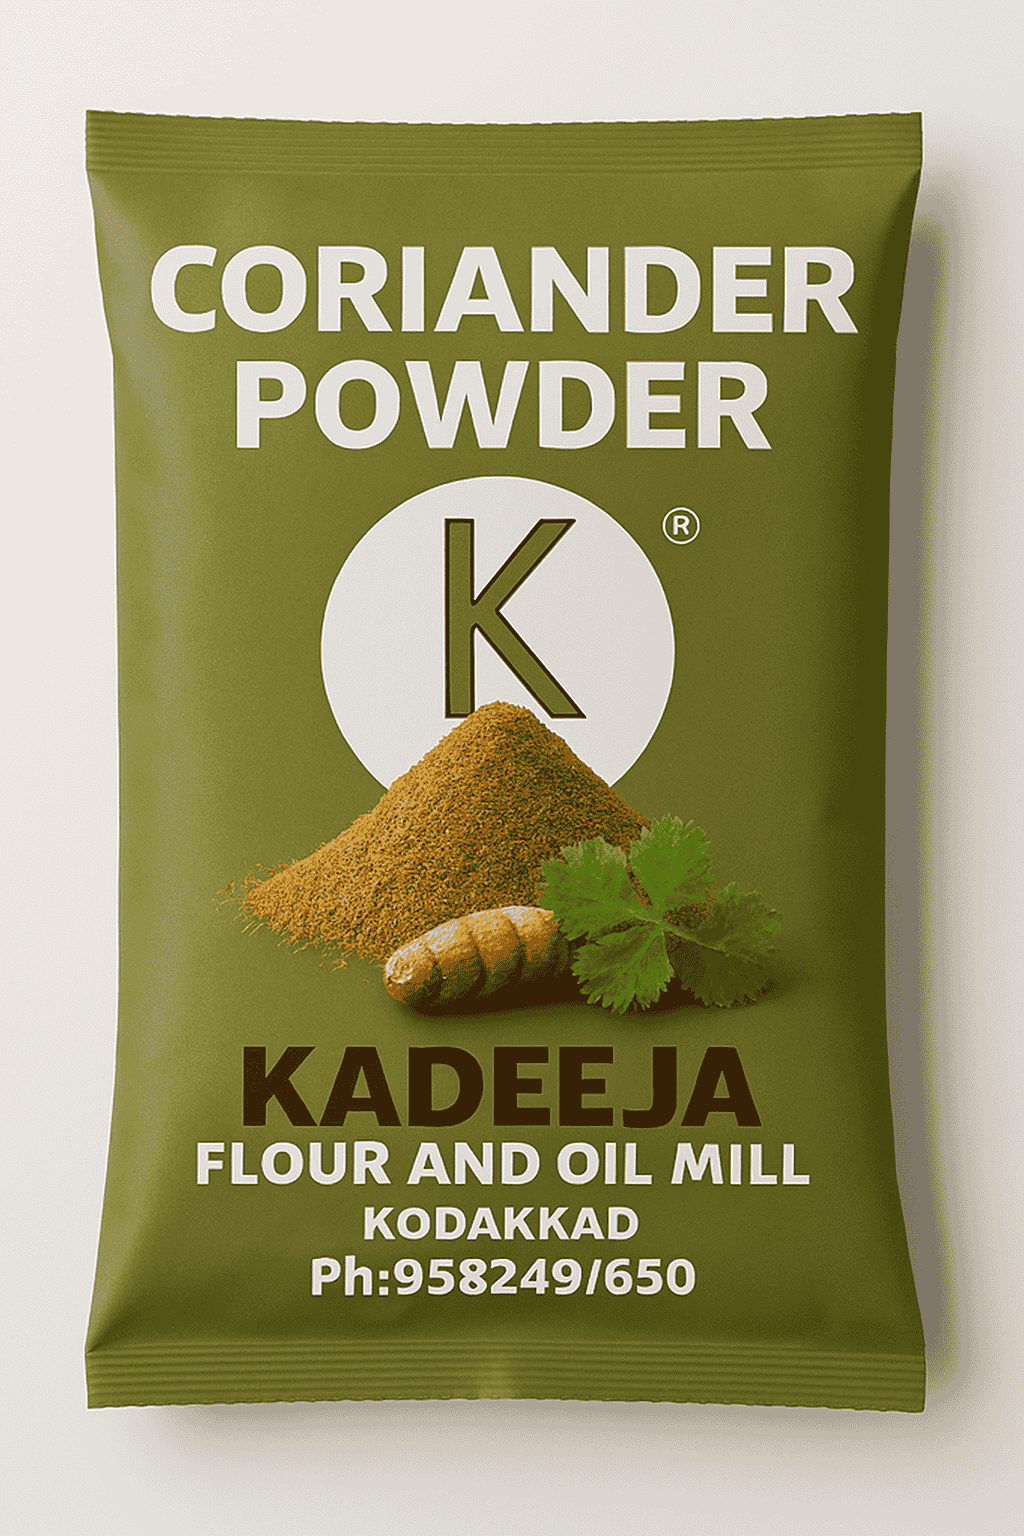 CORIANDER
POWDER
K ®
KADEEJA
FLOUR AND OIL MILL
KODAKKAD
Ph:958249/650